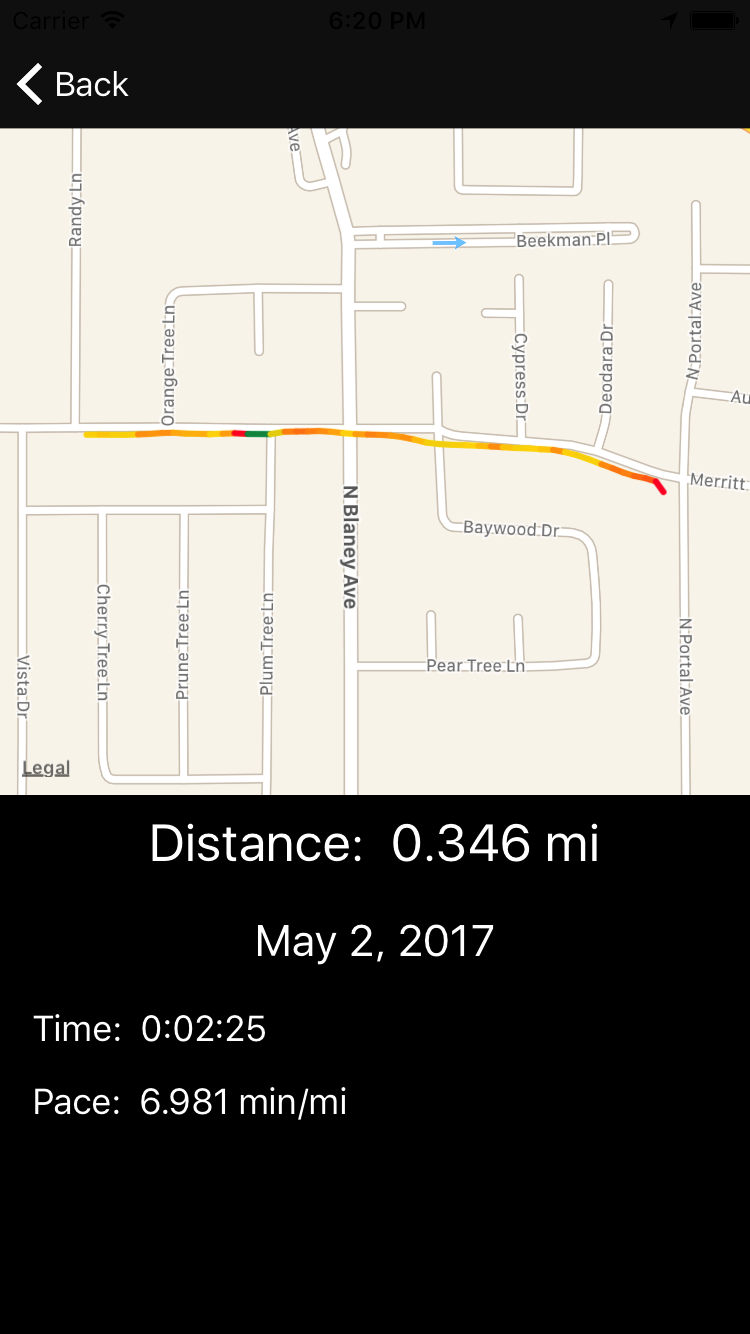 Carrier 6:20 PM
Back
Ave
Randy Ln
Beekman Pl
N Portal Ave
Orange Tree Ln
Cypress Dr
Deodara Dr
Au
Merritt
N Blaney Ave
Baywood Dr
Cherry Tree Ln
Prune Tree Ln
Plum Tree Ln
N Portal Ave
Vista Dr
Pear Tree Ln
Legal
Distance: 0.346 mi
May 2, 2017
Time: 0:02:25
Pace: 6.981 min/mi